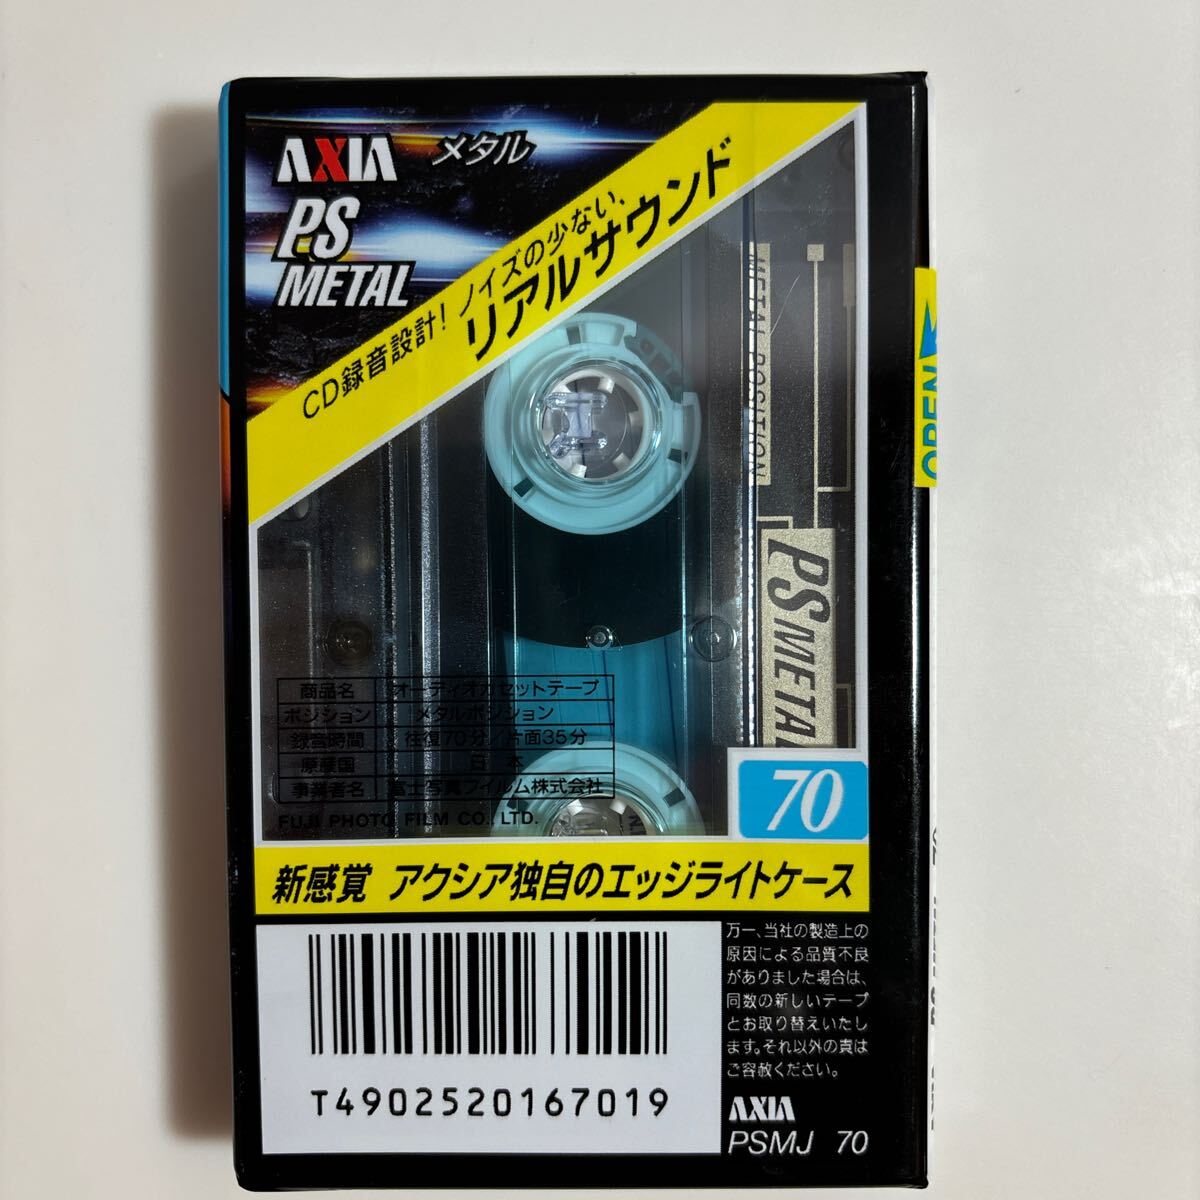 AXIA メタル
PS
METAL
CD録音設計!ノイズの少ない、
リアルサウンド
METAL POSITION
PS METAL
OPEN
商品名 オーディオカセットテープ
ポジション メタルポジション
録音時間 往復70分/片面35分
原産国 日本
事業者名 富士写真フイルム株式会社
FUJI PHOTO FILM CO., LTD.
70
新感覚 アクシア独自のエッジライトケース
万一、当社の製造上の
原因による品質不良
がありました場合は、
同数の新しいテープ
とお取り替えいたし
ます。それ以外の責は
ご容赦ください。
T4902520167019
AXIA
PSMJ 70